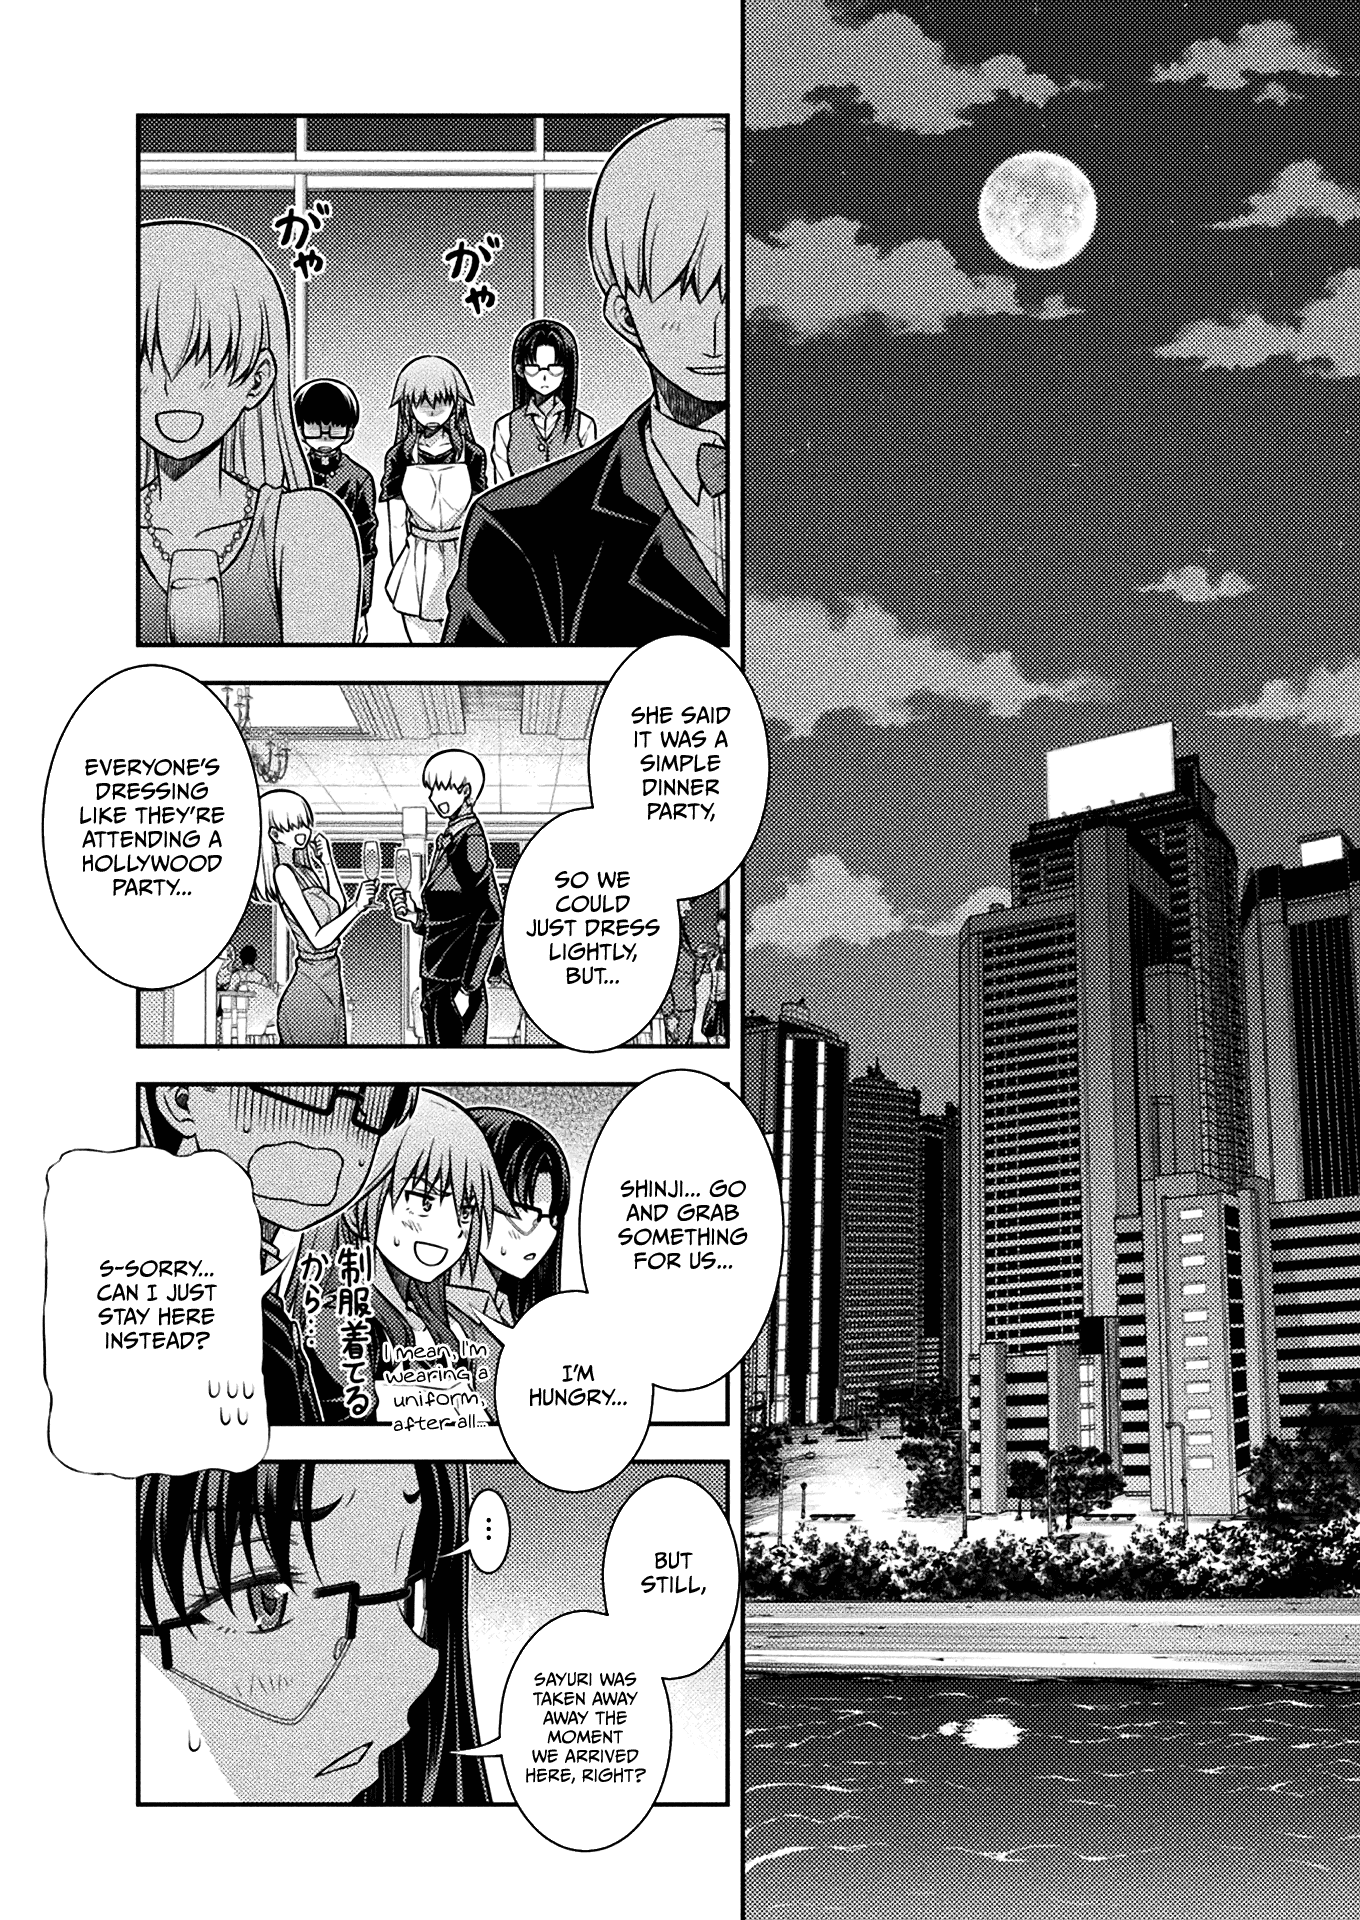 がや
がや
SHE SAID
IT WAS A
SIMPLE
DINNER
PARTY,
SO WE
COULD
JUST DRESS
LIGHTLY,
BUT...
EVERYONE'S
DRESSING
LIKE THEY'RE
ATTENDING A
HOLLYWOOD
PARTY...
SHINJI... GO
AND GRAB
SOMETHING
FOR US...
I'M
HUNGRY...
制服着てる
から…
I mean, I'm
wearing a
uniform,
after all...
S-SORRY...
CAN I JUST
STAY HERE
INSTEAD?
BUT
STILL,
SAYURI WAS
TAKEN AWAY
AWAY THE
MOMENT
WE ARRIVED
HERE, RIGHT?
...